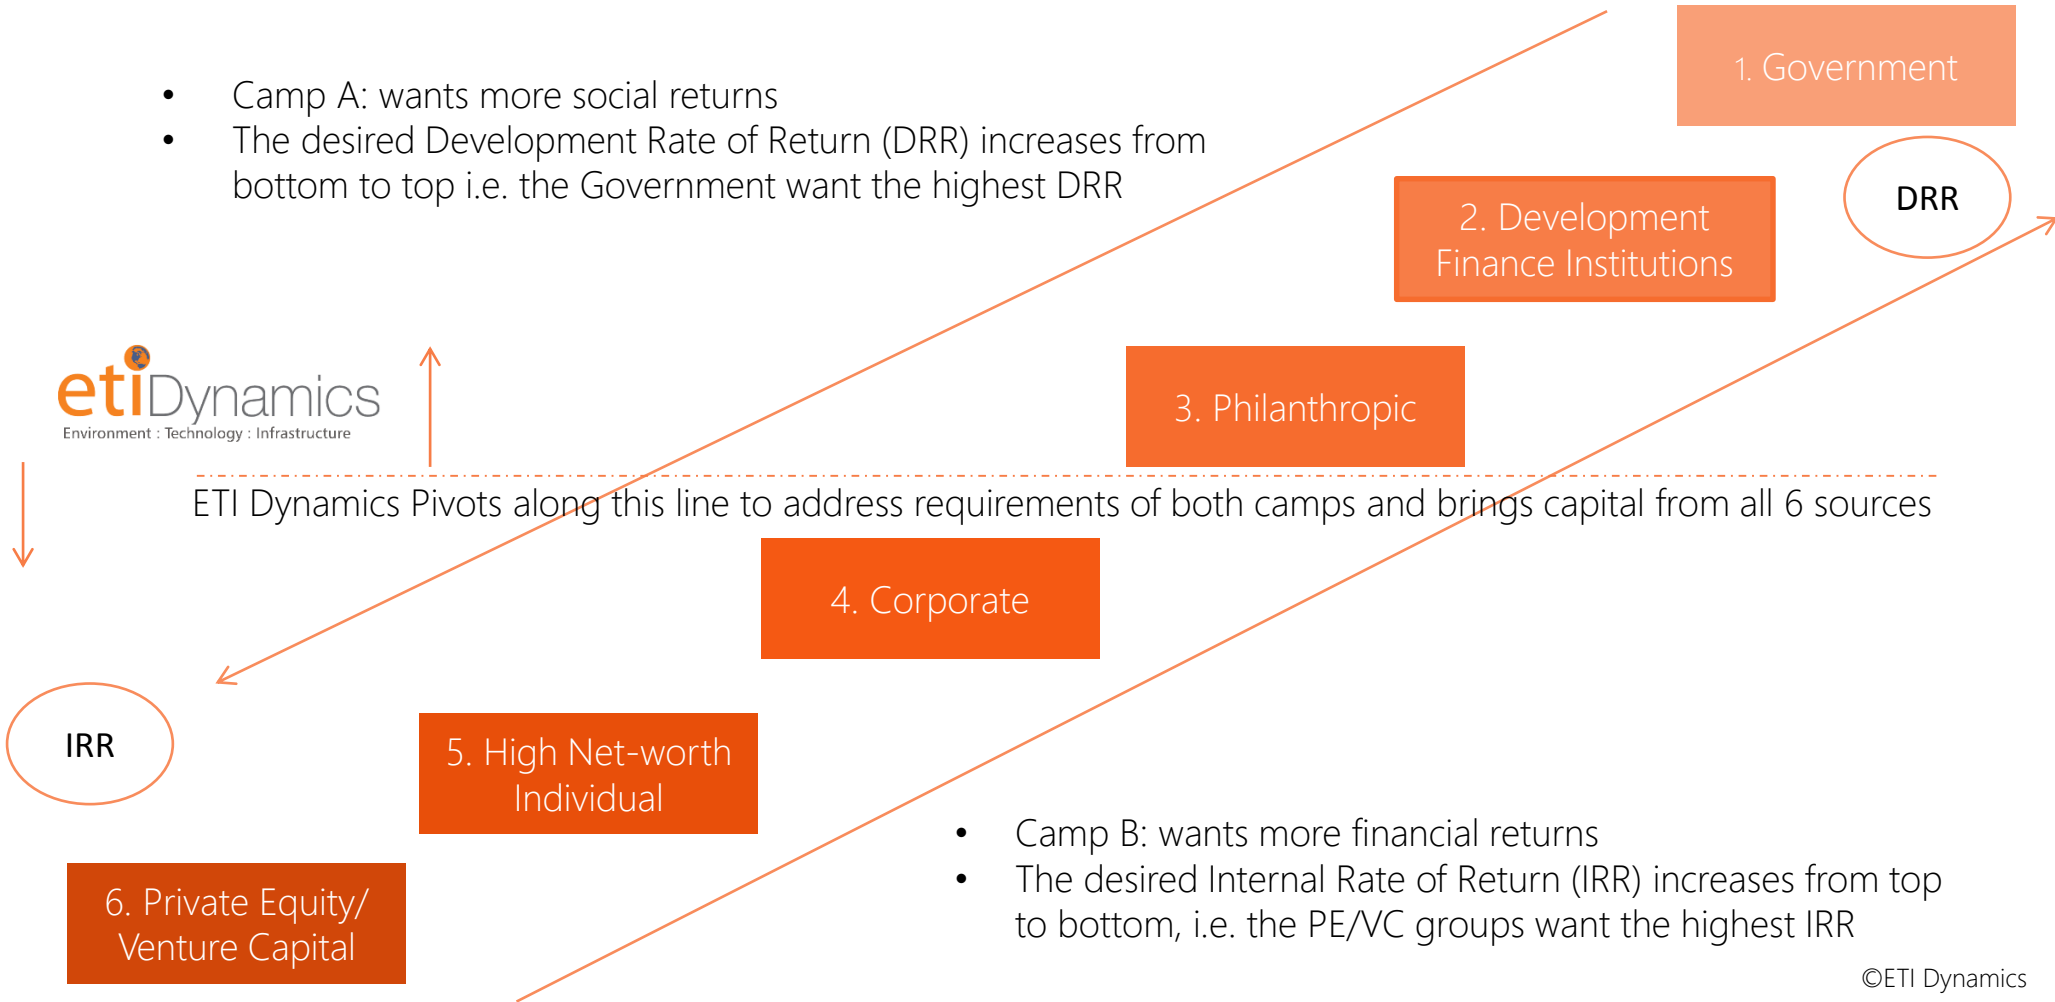 1. Government
• Camp A: wants more social returns
• The desired Development Rate of Return (DRR) increases from
bottom to top i.e. the Government want the highest DRR
DRR
2. Development
Finance Institutions
etiDynamics
Environment : Technology : Infrastructure
3. Philanthropic
ETI Dynamics Pivots along this line to address requirements of both camps and brings capital from all 6 sources
4. Corporate
IRR
5. High Net-worth
Individual
• Camp B: wants more financial returns
• The desired Internal Rate of Return (IRR) increases from top
to bottom, i.e. the PE/VC groups want the highest IRR
6. Private Equity/
Venture Capital
©ETI Dynamics